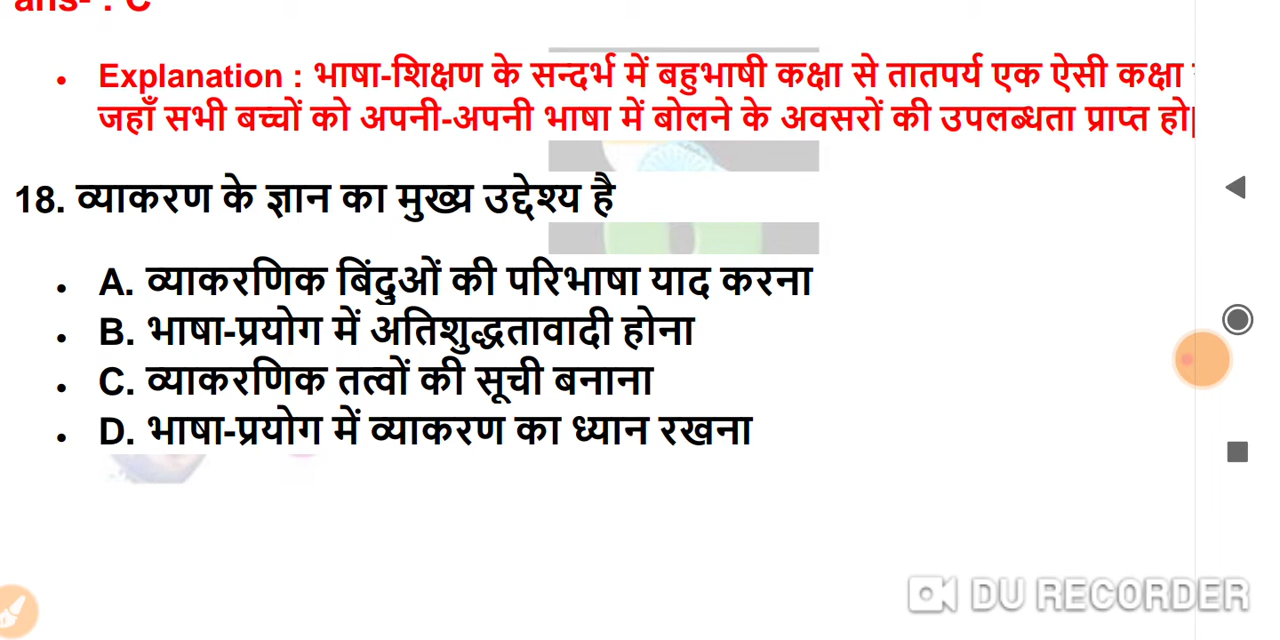 ans- : C
• Explanation : भाषा-शिक्षण के सन्दर्भ में बहुभाषी कक्षा से तातपर्य एक ऐसी कक्षा
जहाँ सभी बच्चों को अपनी-अपनी भाषा में बोलने के अवसरों की उपलब्धता प्राप्त हो|
18. व्याकरण के ज्ञान का मुख्य उद्देश्य है
• A. व्याकरणिक बिंदुओं की परिभाषा याद करना
• B. भाषा-प्रयोग में अतिशुद्धतावादी होना
• C. व्याकरणिक तत्वों की सूची बनाना
• D. भाषा-प्रयोग में व्याकरण का ध्यान रखना
DU RECORDER